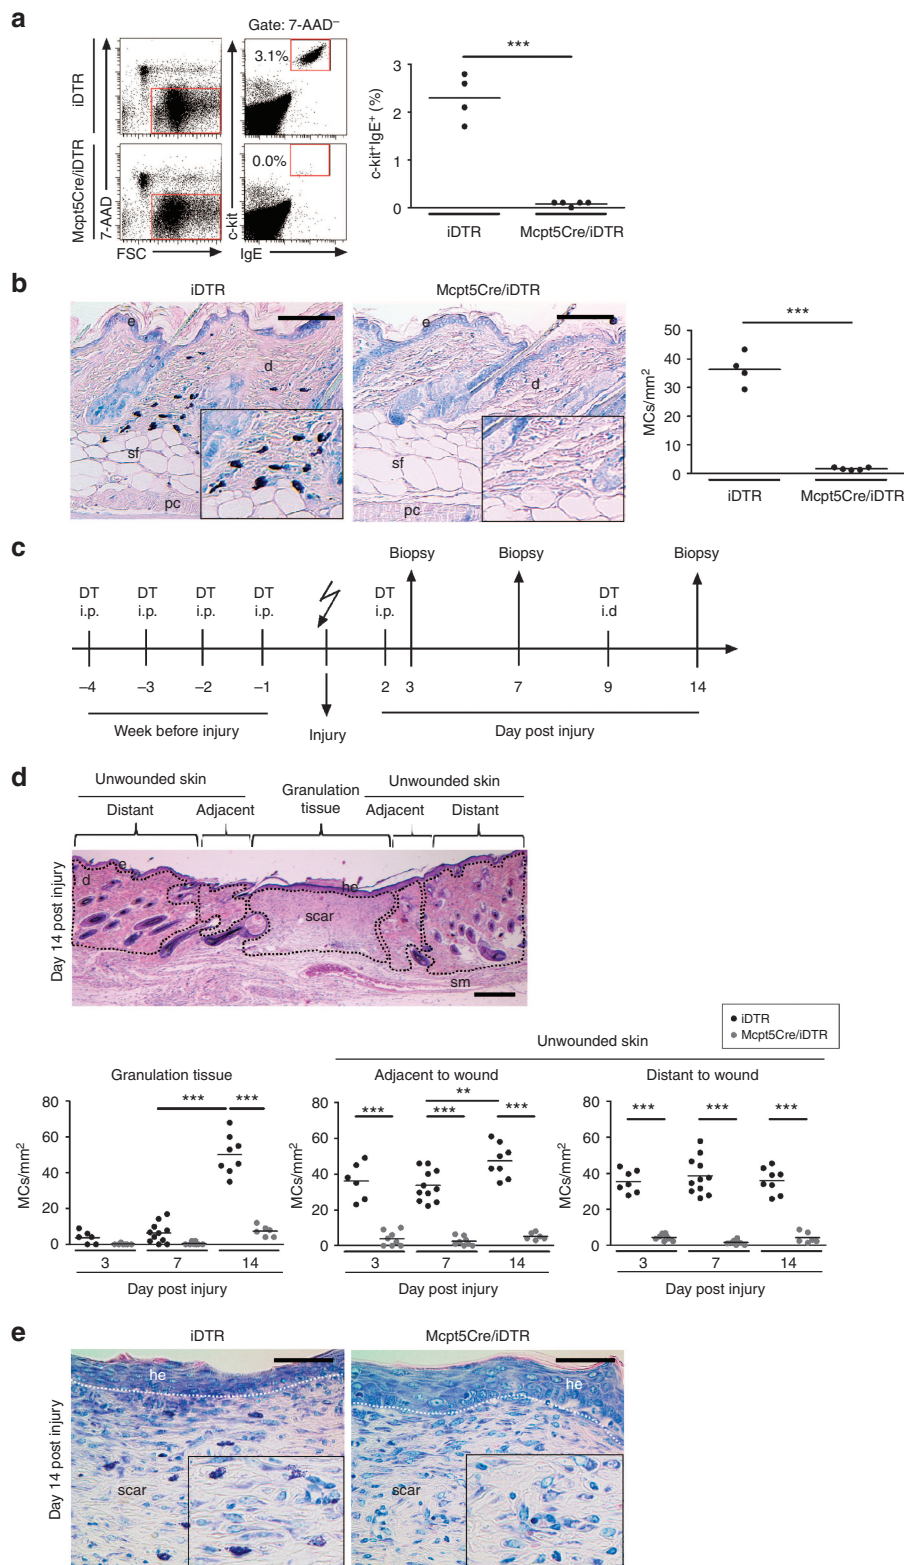 a
Gate: 7-AAD⁻
iDTR
3.1%
Mcpt5Cre/iDTR
7-AAD
0.0%
c-kit
FSC
IgE
***
c-kit⁺IgE⁺ (%)
3
2
1
0
iDTR
Mcpt5Cre/iDTR
b
iDTR
Mcpt5Cre/iDTR
e
d
sf
pc
e
d
sf
pc
***
MCs/mm²
50
40
30
20
10
0
iDTR
Mcpt5Cre/iDTR
c
Biopsy
Biopsy
Biopsy
DT
i.p.
DT
i.p.
DT
i.p.
DT
i.p.
DT
i.p.
DT
i.d
–4
–3
–2
–1
2
3
7
9
14
Week before injury
Injury
Day post injury
d
Unwounded skin
Granulation
tissue
Unwounded skin
Distant
Adjacent
Adjacent
Distant
Day 14 post injury
e
d
he
scar
sm
iDTR
Mcpt5Cre/iDTR
Unwounded skin
Granulation tissue
MCs/mm²
80
60
40
20
0
***
***
3
7
14
Day post injury
Adjacent to wound
MCs/mm²
80
60
40
20
0
**
***
***
***
3
7
14
Day post injury
Distant to wound
MCs/mm²
80
60
40
20
0
***
***
***
3
7
14
Day post injury
e
iDTR
Mcpt5Cre/iDTR
Day 14 post injury
he
scar
he
scar